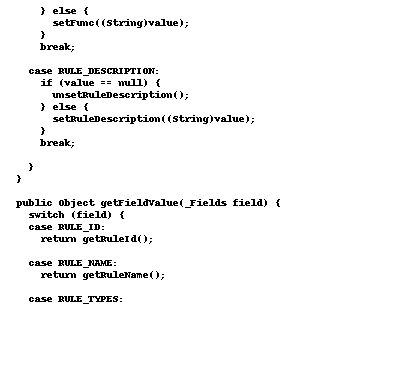 } else {
setFunc((String)value);
}
break;
case RULE_DESCRIPTION:
if (value == null) {
unsetRuleDescription();
} else {
setRuleDescription((String)value);
}
break;
}
}
public Object getFieldValue(_Fields field) {
switch (field) {
case RULE_ID:
return getRuleId();
case RULE_NAME:
return getRuleName();
case RULE_TYPES: